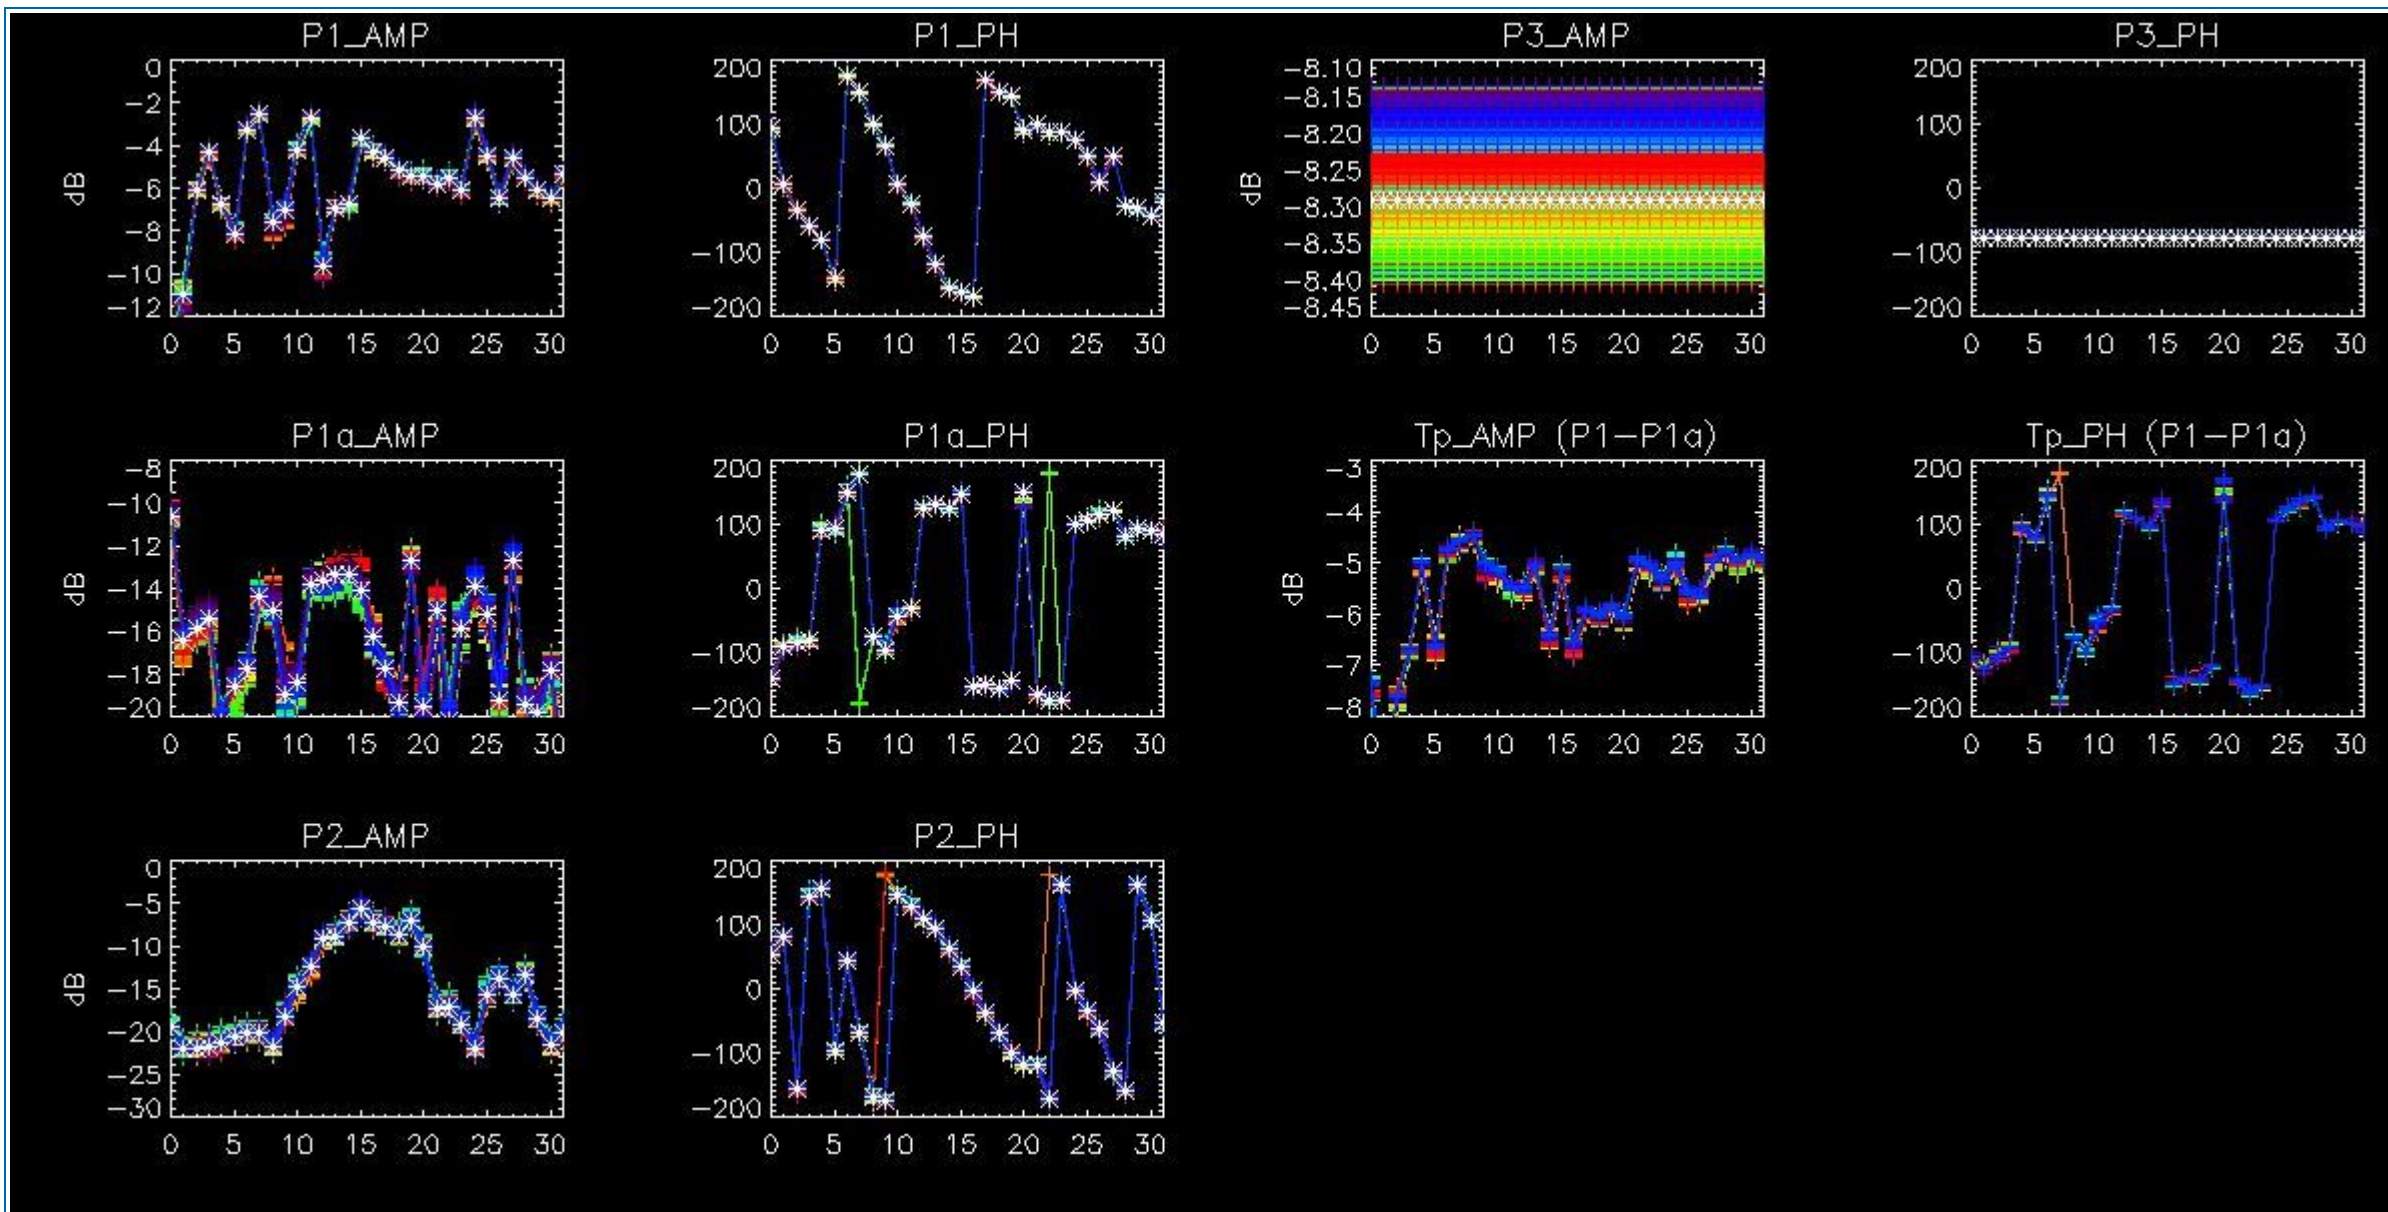 P1_AMP
P1_PH
P3_AMP
P3_PH
0
−2
−4
−6
−8
−10
−12
dB
0 5 10 15 20 25 30
200
100
0
−100
−200
0 5 10 15 20 25 30
−8.10
−8.15
−8.20
−8.25
−8.30
−8.35
−8.40
−8.45
dB
0 5 10 15 20 25 30
200
100
0
−100
−200
0 5 10 15 20 25 30
P1a_AMP
P1a_PH
Tp_AMP (P1−P1a)
Tp_PH (P1−P1a)
−8
−10
−12
−14
−16
−18
−20
dB
0 5 10 15 20 25 30
200
100
0
−100
−200
0 5 10 15 20 25 30
−3
−4
−5
−6
−7
−8
dB
0 5 10 15 20 25 30
200
100
0
−100
−200
0 5 10 15 20 25 30
P2_AMP
P2_PH
0
−5
−10
−15
−20
−25
−30
dB
0 5 10 15 20 25 30
200
100
0
−100
−200
0 5 10 15 20 25 30